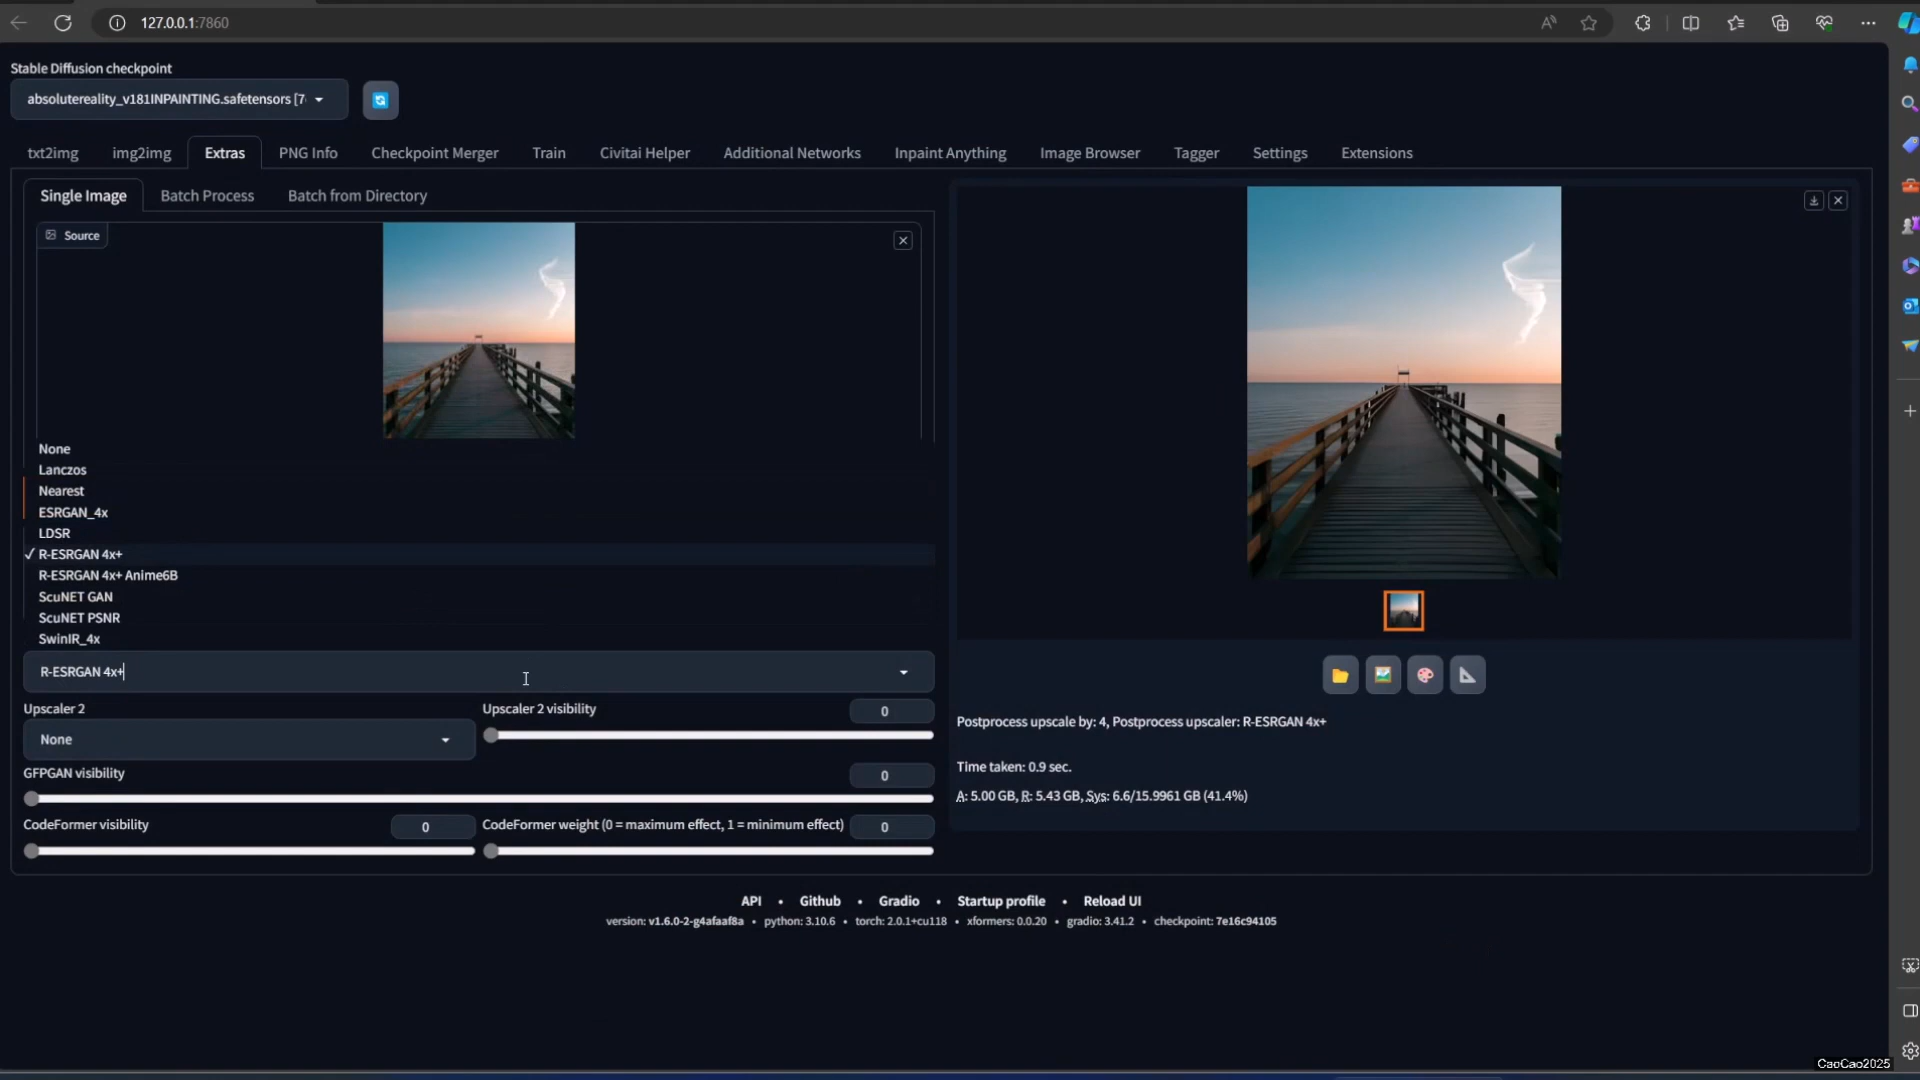 127.0.0.1:7860
Stable Diffusion checkpoint
absolutereality_v181INPAINTING.safetensors [7
txt2img img2img Extras PNG Info Checkpoint Merger Train Civitai Helper Additional Networks Inpaint Anything Image Browser Tagger Settings Extensions
Single Image Batch Process Batch from Directory
Source
None
Lanczos
Nearest
ESRGAN_4x
LDSR
✓ R-ESRGAN 4x+
R-ESRGAN 4x+ Anime6B
ScuNET GAN
ScuNET PSNR
SwinIR_4x
R-ESRGAN 4x+
Upscaler 2 Upscaler 2 visibility 0
None
GFPGAN visibility 0
CodeFormer visibility 0 CodeFormer weight (0 = maximum effect, 1 = minimum effect) 0
Postprocess upscale by: 4, Postprocess upscaler: R-ESRGAN 4x+
Time taken: 0.9 sec.
A: 5.00 GB, R: 5.43 GB, Sys: 6.6/15.9961 GB (41.4%)
API • Github • Gradio • Startup profile • Reload UI
version: v1.6.0-2-g4afaaf8a • python: 3.10.6 • torch: 2.0.1+cu118 • xformers: 0.0.20 • gradio: 3.41.2 • checkpoint: 7e16c94105
CaoCao2025